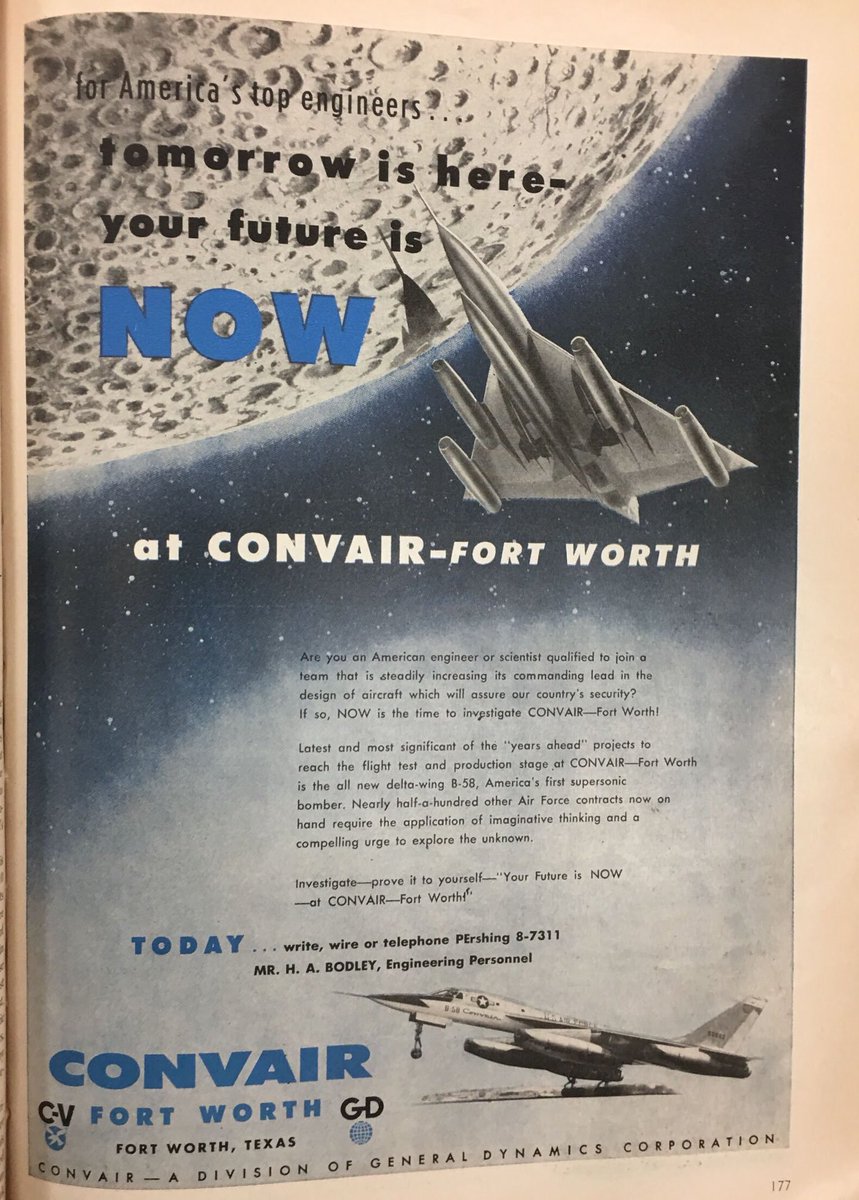 for America's top engineers...
tomorrow is here-
your future is
NOW
at CONVAIR-FORT WORTH
Are you an American engineer or scientist qualified to join a
team that is steadily increasing its commanding lead in the
design of aircraft which will assure our country's security?
If so, NOW is the time to investigate CONVAIR—Fort Worth!
Latest and most significant of the "years ahead" projects to
reach the flight test and production stage at CONVAIR—Fort Worth
is the all new delta-wing B-58, America's first supersonic
bomber. Nearly half-a-hundred other Air Force contracts now on
hand require the application of imaginative thinking and a
compelling urge to explore the unknown.
Investigate—prove it to yourself—"Your Future is NOW
—at CONVAIR—Fort Worth!"
TODAY... write, wire or telephone PErshing 8-7311
MR. H. A. BODLEY, Engineering Personnel
B-58 Convair
U.S. AIR FORCE
CONVAIR
C-V FORT WORTH G-D
FORT WORTH, TEXAS
CONVAIR — A DIVISION OF GENERAL DYNAMICS CORPORATION
177